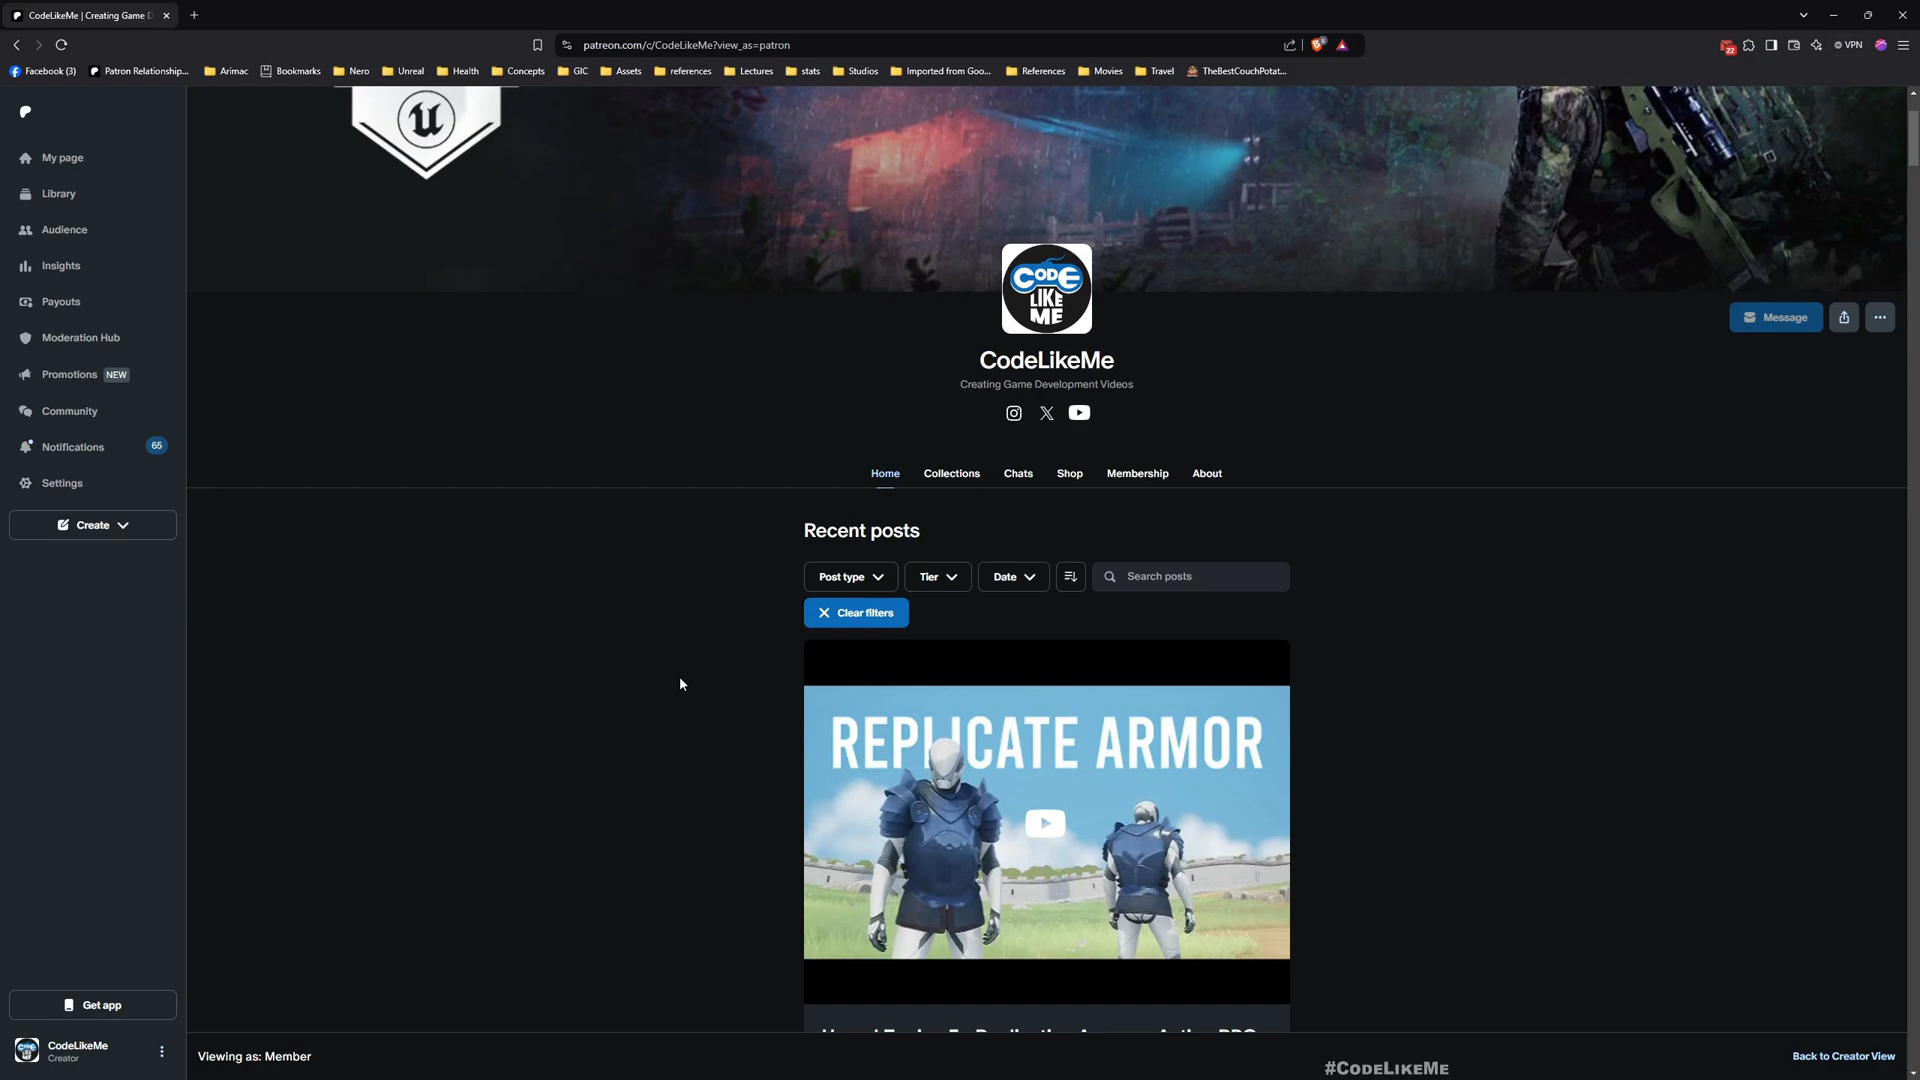 CodeLikeMe | Creating Game D
patreon.com/c/CodeLikeMe?view_as=patron
22
VPN
Facebook (3)
Patron Relationship...
Arimac
Bookmarks
Nero
Unreal
Health
Concepts
GIC
Assets
references
Lectures
stats
Studios
Imported from Goo...
References
Movies
Travel
TheBestCouchPotat...
My page
Library
Audience
Insights
Payouts
Moderation Hub
Promotions NEW
Community
Notifications 65
Settings
Create
CODE
LIKE
ME
Message
CodeLikeMe
Creating Game Development Videos
Home Collections Chats Shop Membership About
Recent posts
Post type Tier Date Search posts
Clear filters
REPLICATE ARMOR
Get app
CodeLikeMe
Creator
Viewing as: Member
#CodeLikeMe
Back to Creator View